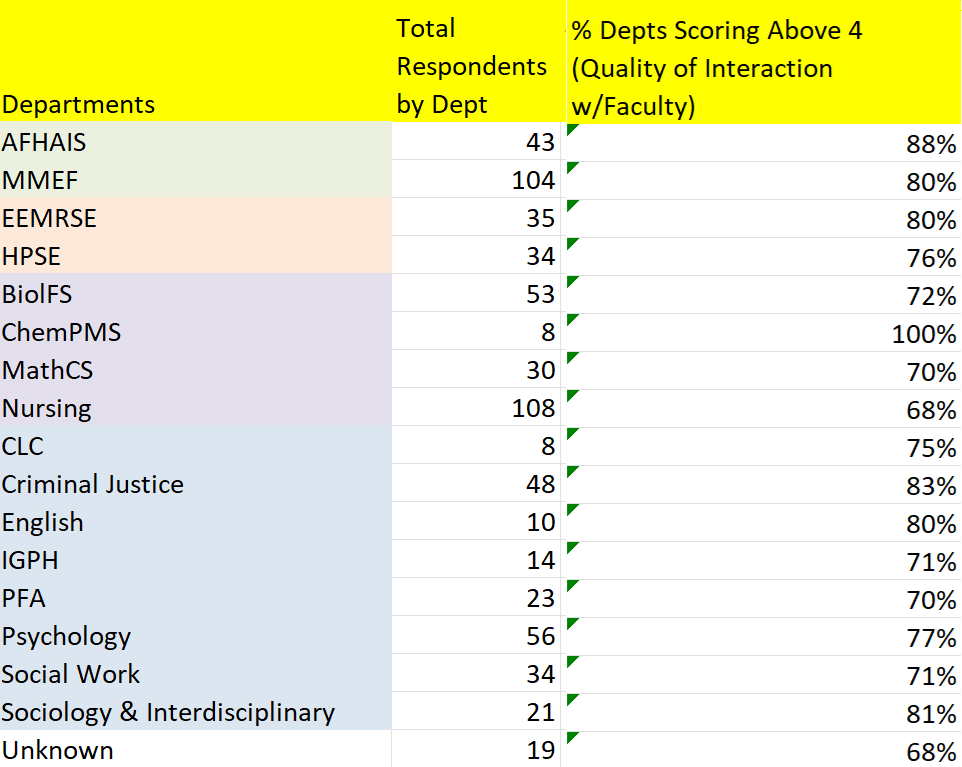 Departments Total Respondents by Dept % Depts Scoring Above 4 (Quality of Interaction w/Faculty)
AFHAIS 43 88%
MMEF 104 80%
EEMRSE 35 80%
HPSE 34 76%
BiolFS 53 72%
ChemPMS 8 100%
MathCS 30 70%
Nursing 108 68%
CLC 8 75%
Criminal Justice 48 83%
English 10 80%
IGPH 14 71%
PFA 23 70%
Psychology 56 77%
Social Work 34 71%
Sociology & Interdisciplinary 21 81%
Unknown 19 68%